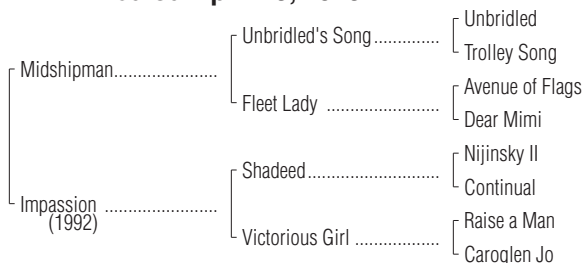 Unbridled
Unbridled's Song
Trolley Song
Midshipman
Avenue of Flags
Fleet Lady
Dear Mimi
Nijinsky II
Shadeed
Continual
Impassion
(1992)
Raise a Man
Victorious Girl
Caroglen Jo